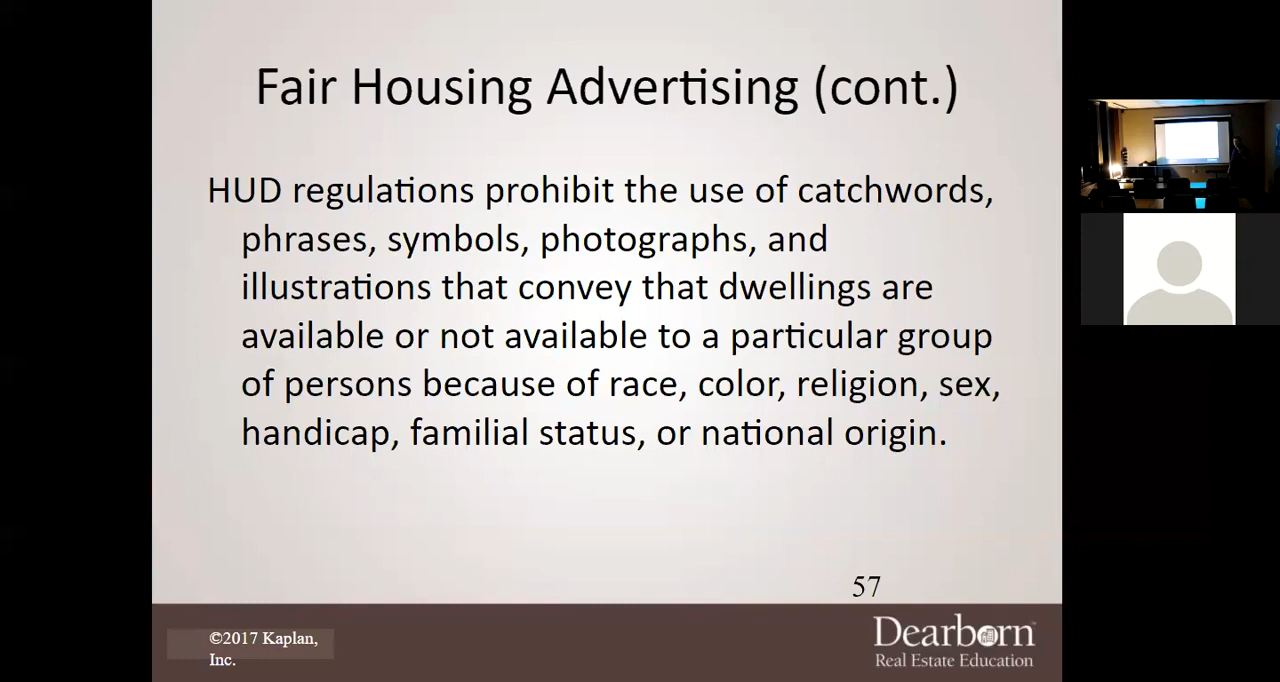 Fair Housing Advertising (cont.)
HUD regulations prohibit the use of catchwords,
phrases, symbols, photographs, and
illustrations that convey that dwellings are
available or not available to a particular group
of persons because of race, color, religion, sex,
handicap, familial status, or national origin.
57
©2017 Kaplan,
Inc.
Dearborn™
Real Estate Education